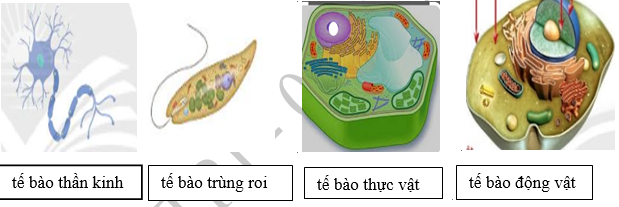 tế bào thần kinh
tế bào trùng roi
tế bào thực vật
tế bào động vật